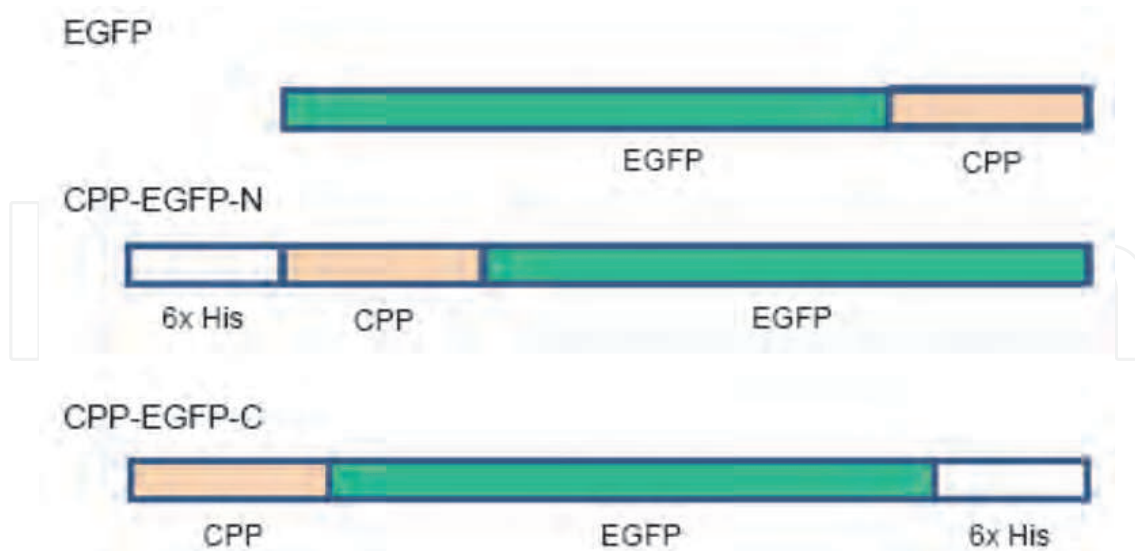 EGFP
EGFP CPP
CPP-EGFP-N
6x His CPP EGFP
CPP-EGFP-C
CPP EGFP 6x His